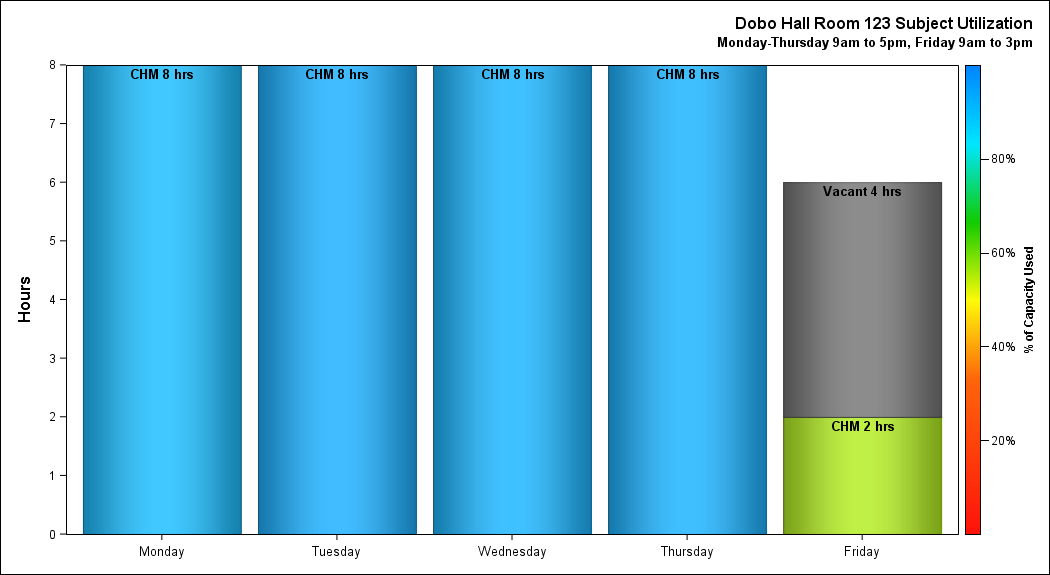 Dobo Hall Room 123 Subject Utilization
Monday-Thursday 9am to 5pm, Friday 9am to 3pm
8
7
6
5
4
3
2
1
0
Hours
CHM 8 hrs
CHM 8 hrs
CHM 8 hrs
CHM 8 hrs
Vacant 4 hrs
CHM 2 hrs
Monday
Tuesday
Wednesday
Thursday
Friday
80%
60%
40%
20%
% of Capacity Used